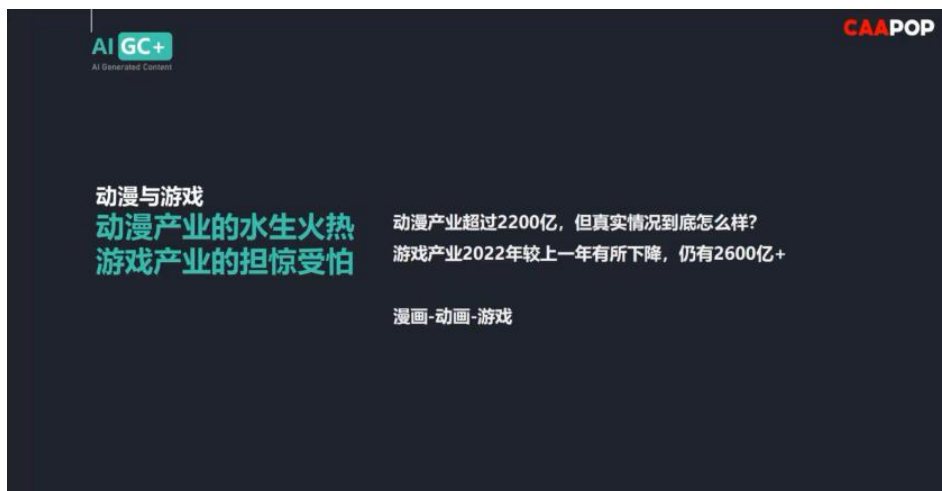 CAAPOP
AI GC+
AI Generated Content
动漫与游戏
动漫产业的水生火热
游戏产业的担惊受怕
动漫产业超过2200亿，但真实情况到底怎么样?
游戏产业2022年较上一年有所下降，仍有2600亿+
漫画-动画-游戏